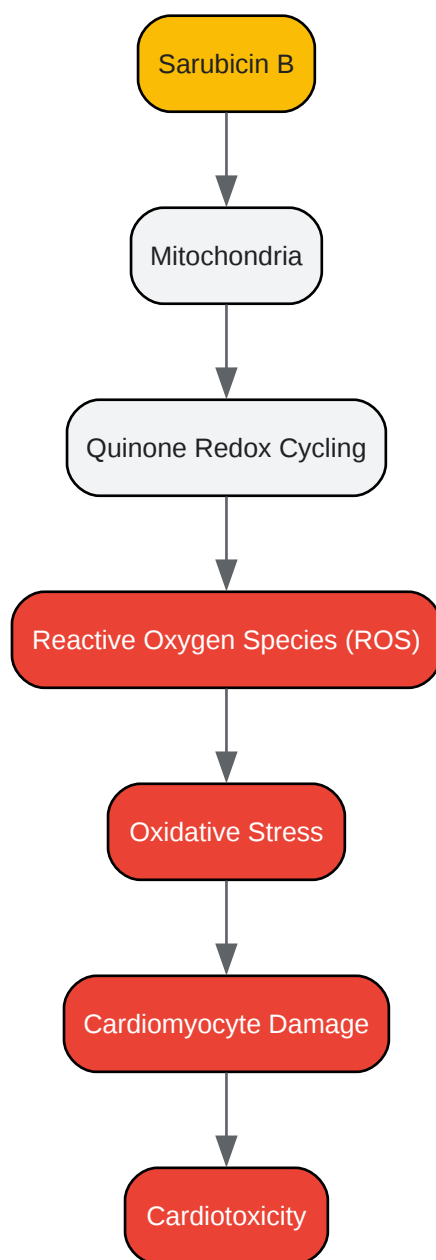 Sarubicin B
Mitochondria
Quinone Redox Cycling
Reactive Oxygen Species (ROS)
Oxidative Stress
Cardiomyocyte Damage
Cardiotoxicity